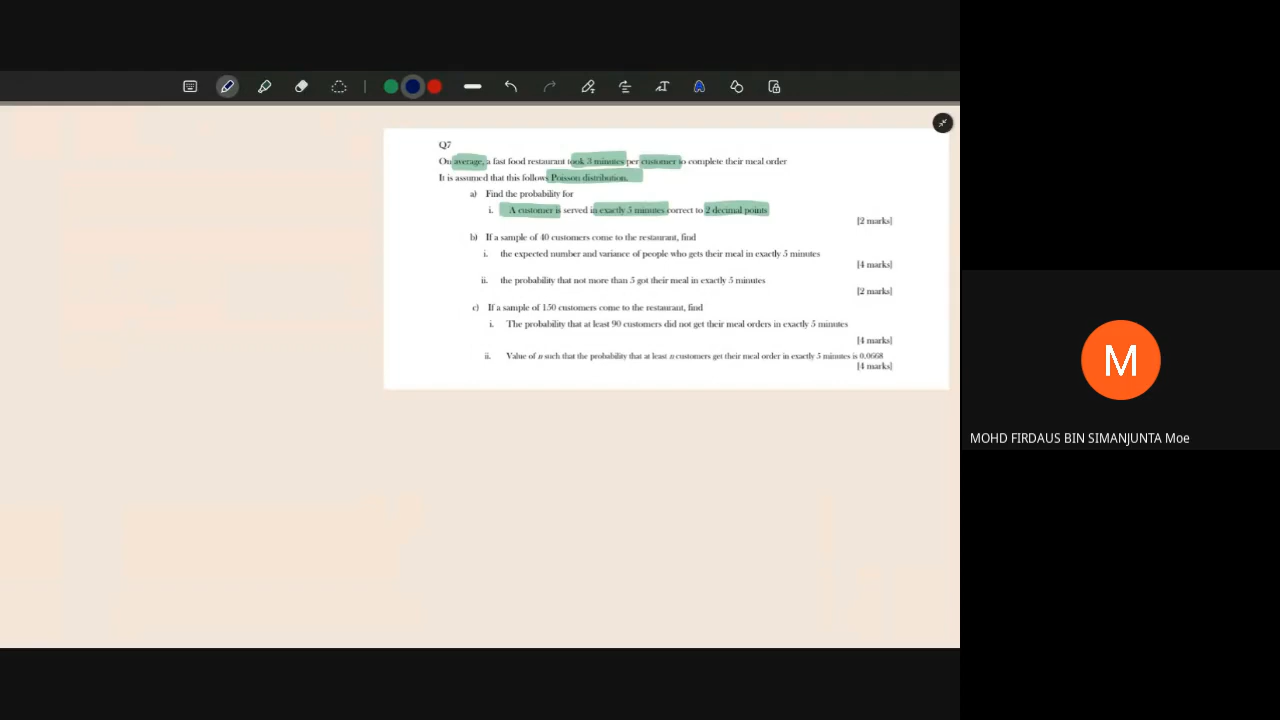 Q7
On average, a fast food restaurant took 3 minutes per customer to complete their meal order
It is assumed that this follows Poisson distribution.
a) Find the probability for
i. A customer is served in exactly 5 minutes correct to 2 decimal points
[2 marks]
b) If a sample of 40 customers come to the restaurant, find
i. the expected number and variance of people who gets their meal in exactly 5 minutes
[4 marks]
ii. the probability that not more than 5 got their meal in exactly 5 minutes
[2 marks]
c) If a sample of 150 customers come to the restaurant, find
i. The probability that at least 90 customers did not get their meal orders in exactly 5 minutes
[4 marks]
ii. Value of n such that the probability that at least n customers get their meal order in exactly 5 minutes is 0.0668
[4 marks]
M
MOHD FIRDAUS BIN SIMANJUNTA Moe